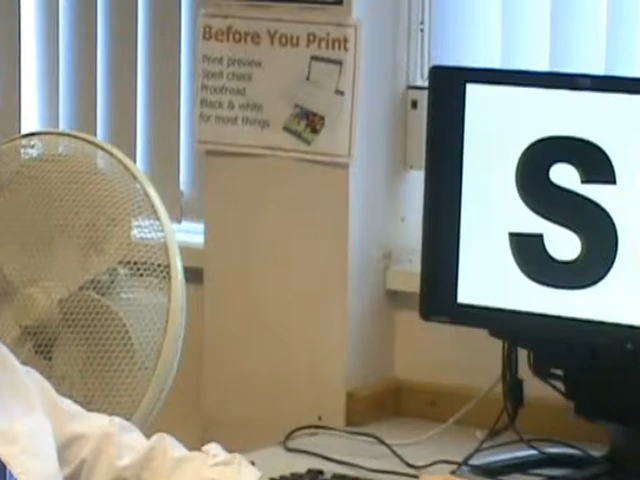 Before You Print
Print preview
Spell check
Proofread
Black & white
for most things
S